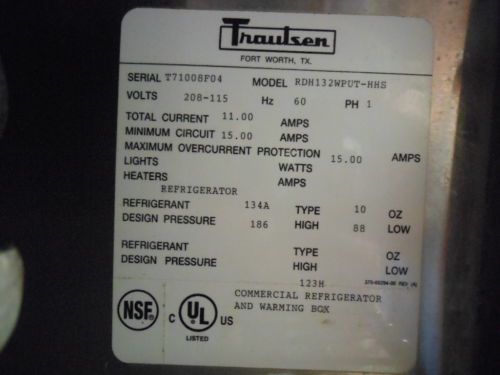 Traulsen
FORT WORTH, TX.
SERIAL T71008F04 MODEL RDH132WPUT-HHS
VOLTS 208-115 Hz 60 PH 1
TOTAL CURRENT 11.00 AMPS
MINIMUM CIRCUIT 15.00 AMPS
MAXIMUM OVERCURRENT PROTECTION 15.00 AMPS
LIGHTS WATTS
HEATERS AMPS
REFRIGERATOR
REFRIGERANT 134A TYPE 10 OZ
DESIGN PRESSURE 186 HIGH 88 LOW
REFRIGERANT TYPE OZ
DESIGN PRESSURE HIGH LOW
123H
COMMERCIAL REFRIGERATOR
AND WARMING BOX
NSF
C UL US
LISTED